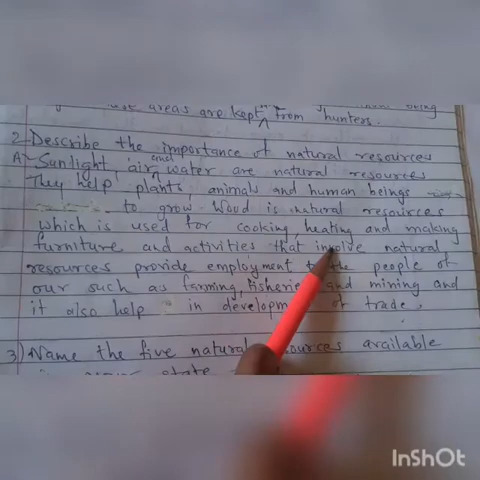 areas are kept from hunters.
2 Describe the importance of natural resources
A) Sunlight, air and water are natural resources
They help plants animals and human beings
to grow Wood is natural resources
which is used for cooking, heating and making
furniture and activities that involve natural
resources provide employment to the people of
our such as farming, fisheries and mining and
it also help in developm of trade.
3) Name the five natural resources available
state
InShOt